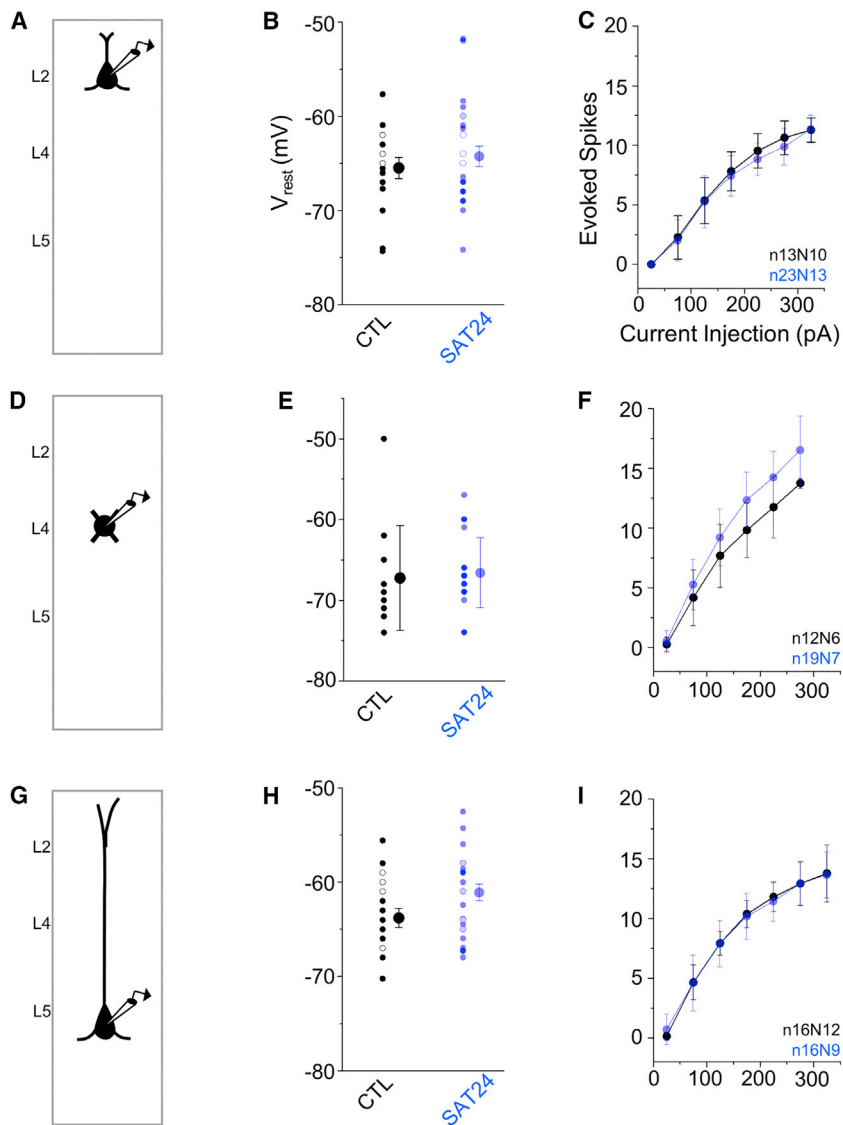 A
L2
L4
L5
B
V_rest (mV)
-50
-60
-70
-80
CTL
SAT24
C
Evoked Spikes
20
15
10
5
0
0 100 200 300
Current Injection (pA)
n13N10
n23N13
D
L2
L4
L5
E
-50
-60
-70
-80
CTL
SAT24
F
20
15
10
5
0
0 100 200 300
n12N6
n19N7
G
L2
L4
L5
H
-50
-60
-70
-80
CTL
SAT24
I
20
15
10
5
0
0 100 200 300
n16N12
n16N9